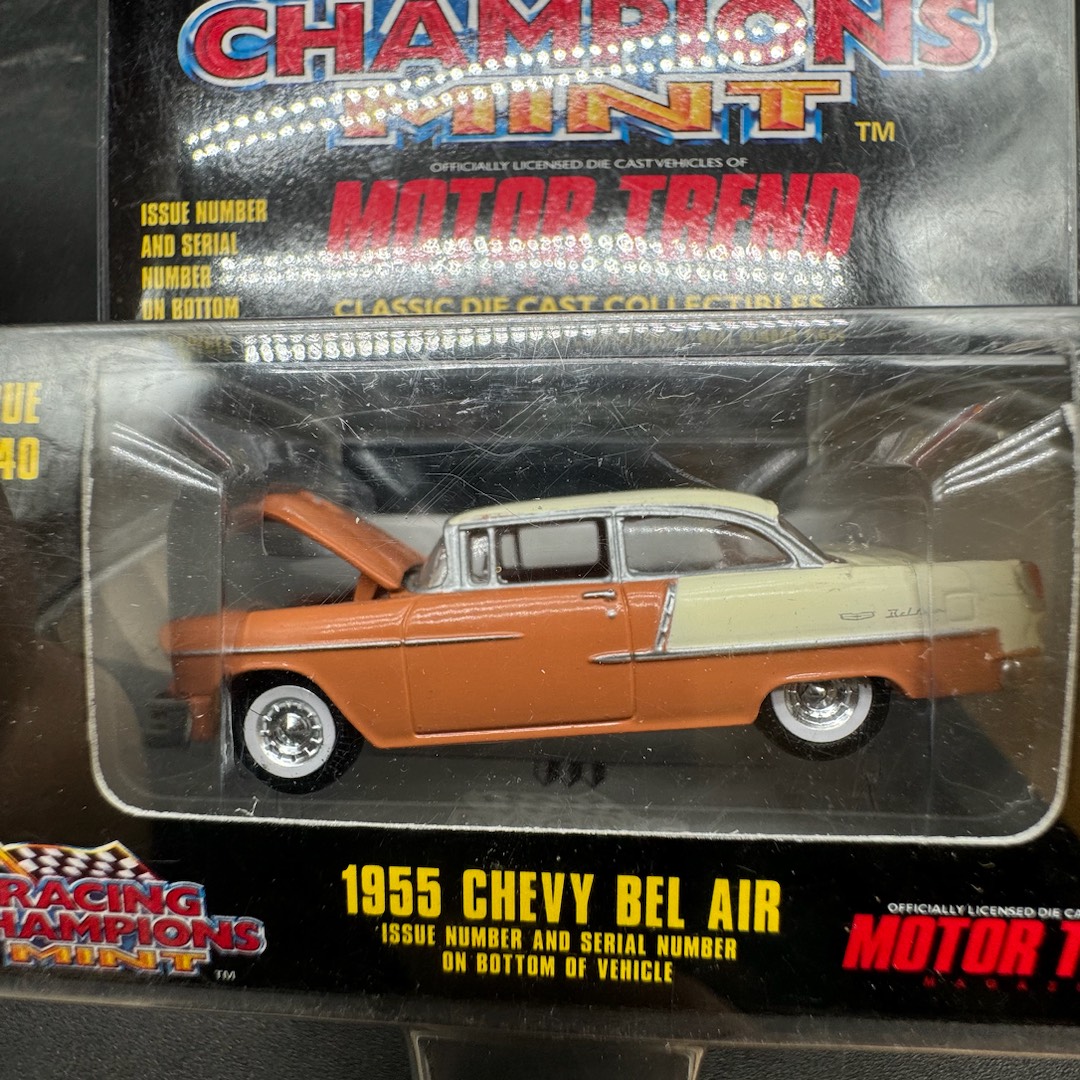 CHAMPIONS
MINT
TM
OFFICIALLY LICENSED DIE CAST VEHICLES OF
MOTOR TREND
ISSUE NUMBER
AND SERIAL
NUMBER
ON BOTTOM
CLASSIC DIE CAST COLLECTIBLES
UE
40
Bel Air
RACING
HAMPIONS
MINT
TM
1955 CHEVY BEL AIR
ISSUE NUMBER AND SERIAL NUMBER
ON BOTTOM OF VEHICLE
OFFICIALLY LICENSED DIE CA
MOTOR T
MAGAZ